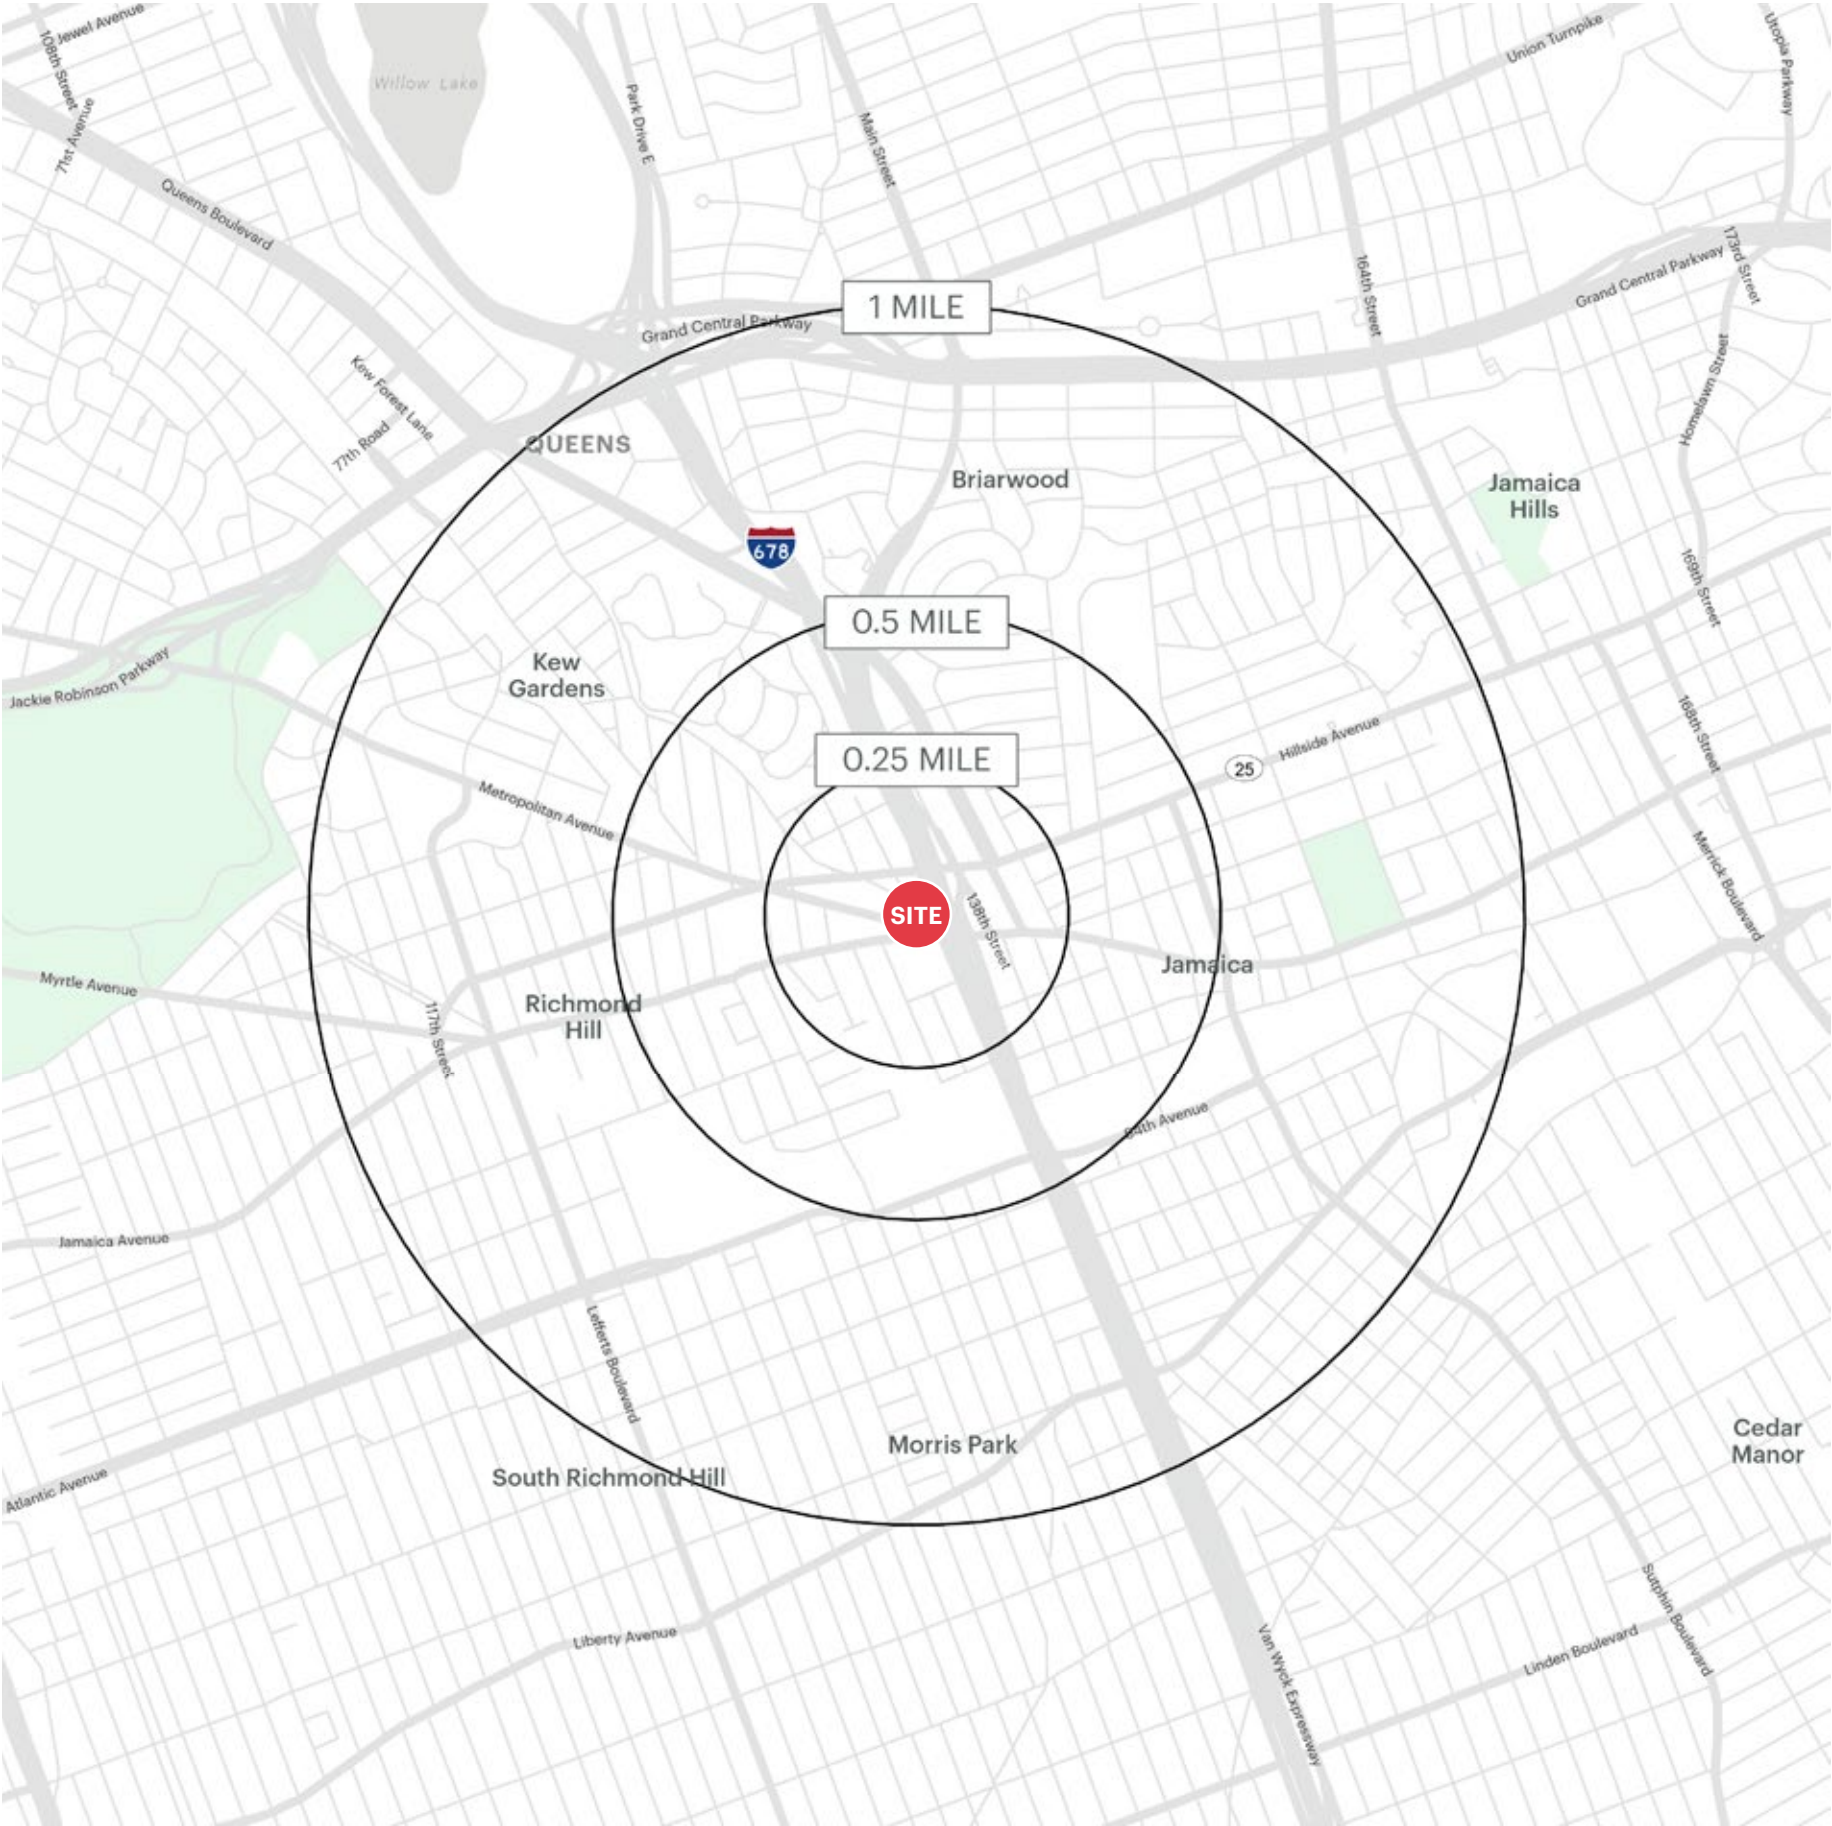 Jewel Avenue
108th Street
71st Avenue
Willow Lake
Park Drive E
Main Street
Union Turnpike
Utopia Parkway
Queens Boulevard
164th Street
173rd Street
Grand Central Parkway
1 MILE
Grand Central Parkway
Kew Forest Lane
77th Road
QUEENS
Homelawn Street
Briarwood
Jamaica
Hills
678
169th Street
0.5 MILE
Kew
Gardens
Jackie Robinson Parkway
168th Street
Hillside Avenue
0.25 MILE
25
Metropolitan Avenue
Merrick Boulevard
SITE
138th Street
Jamaica
Myrtle Avenue
Richmond
Hill
117th Street
94th Avenue
Jamaica Avenue
Lefferts Boulevard
Morris Park
Cedar
Manor
South Richmond Hill
Atlantic Avenue
Liberty Avenue
Sutphin Boulevard
Linden Boulevard
Van Wyck Expressway